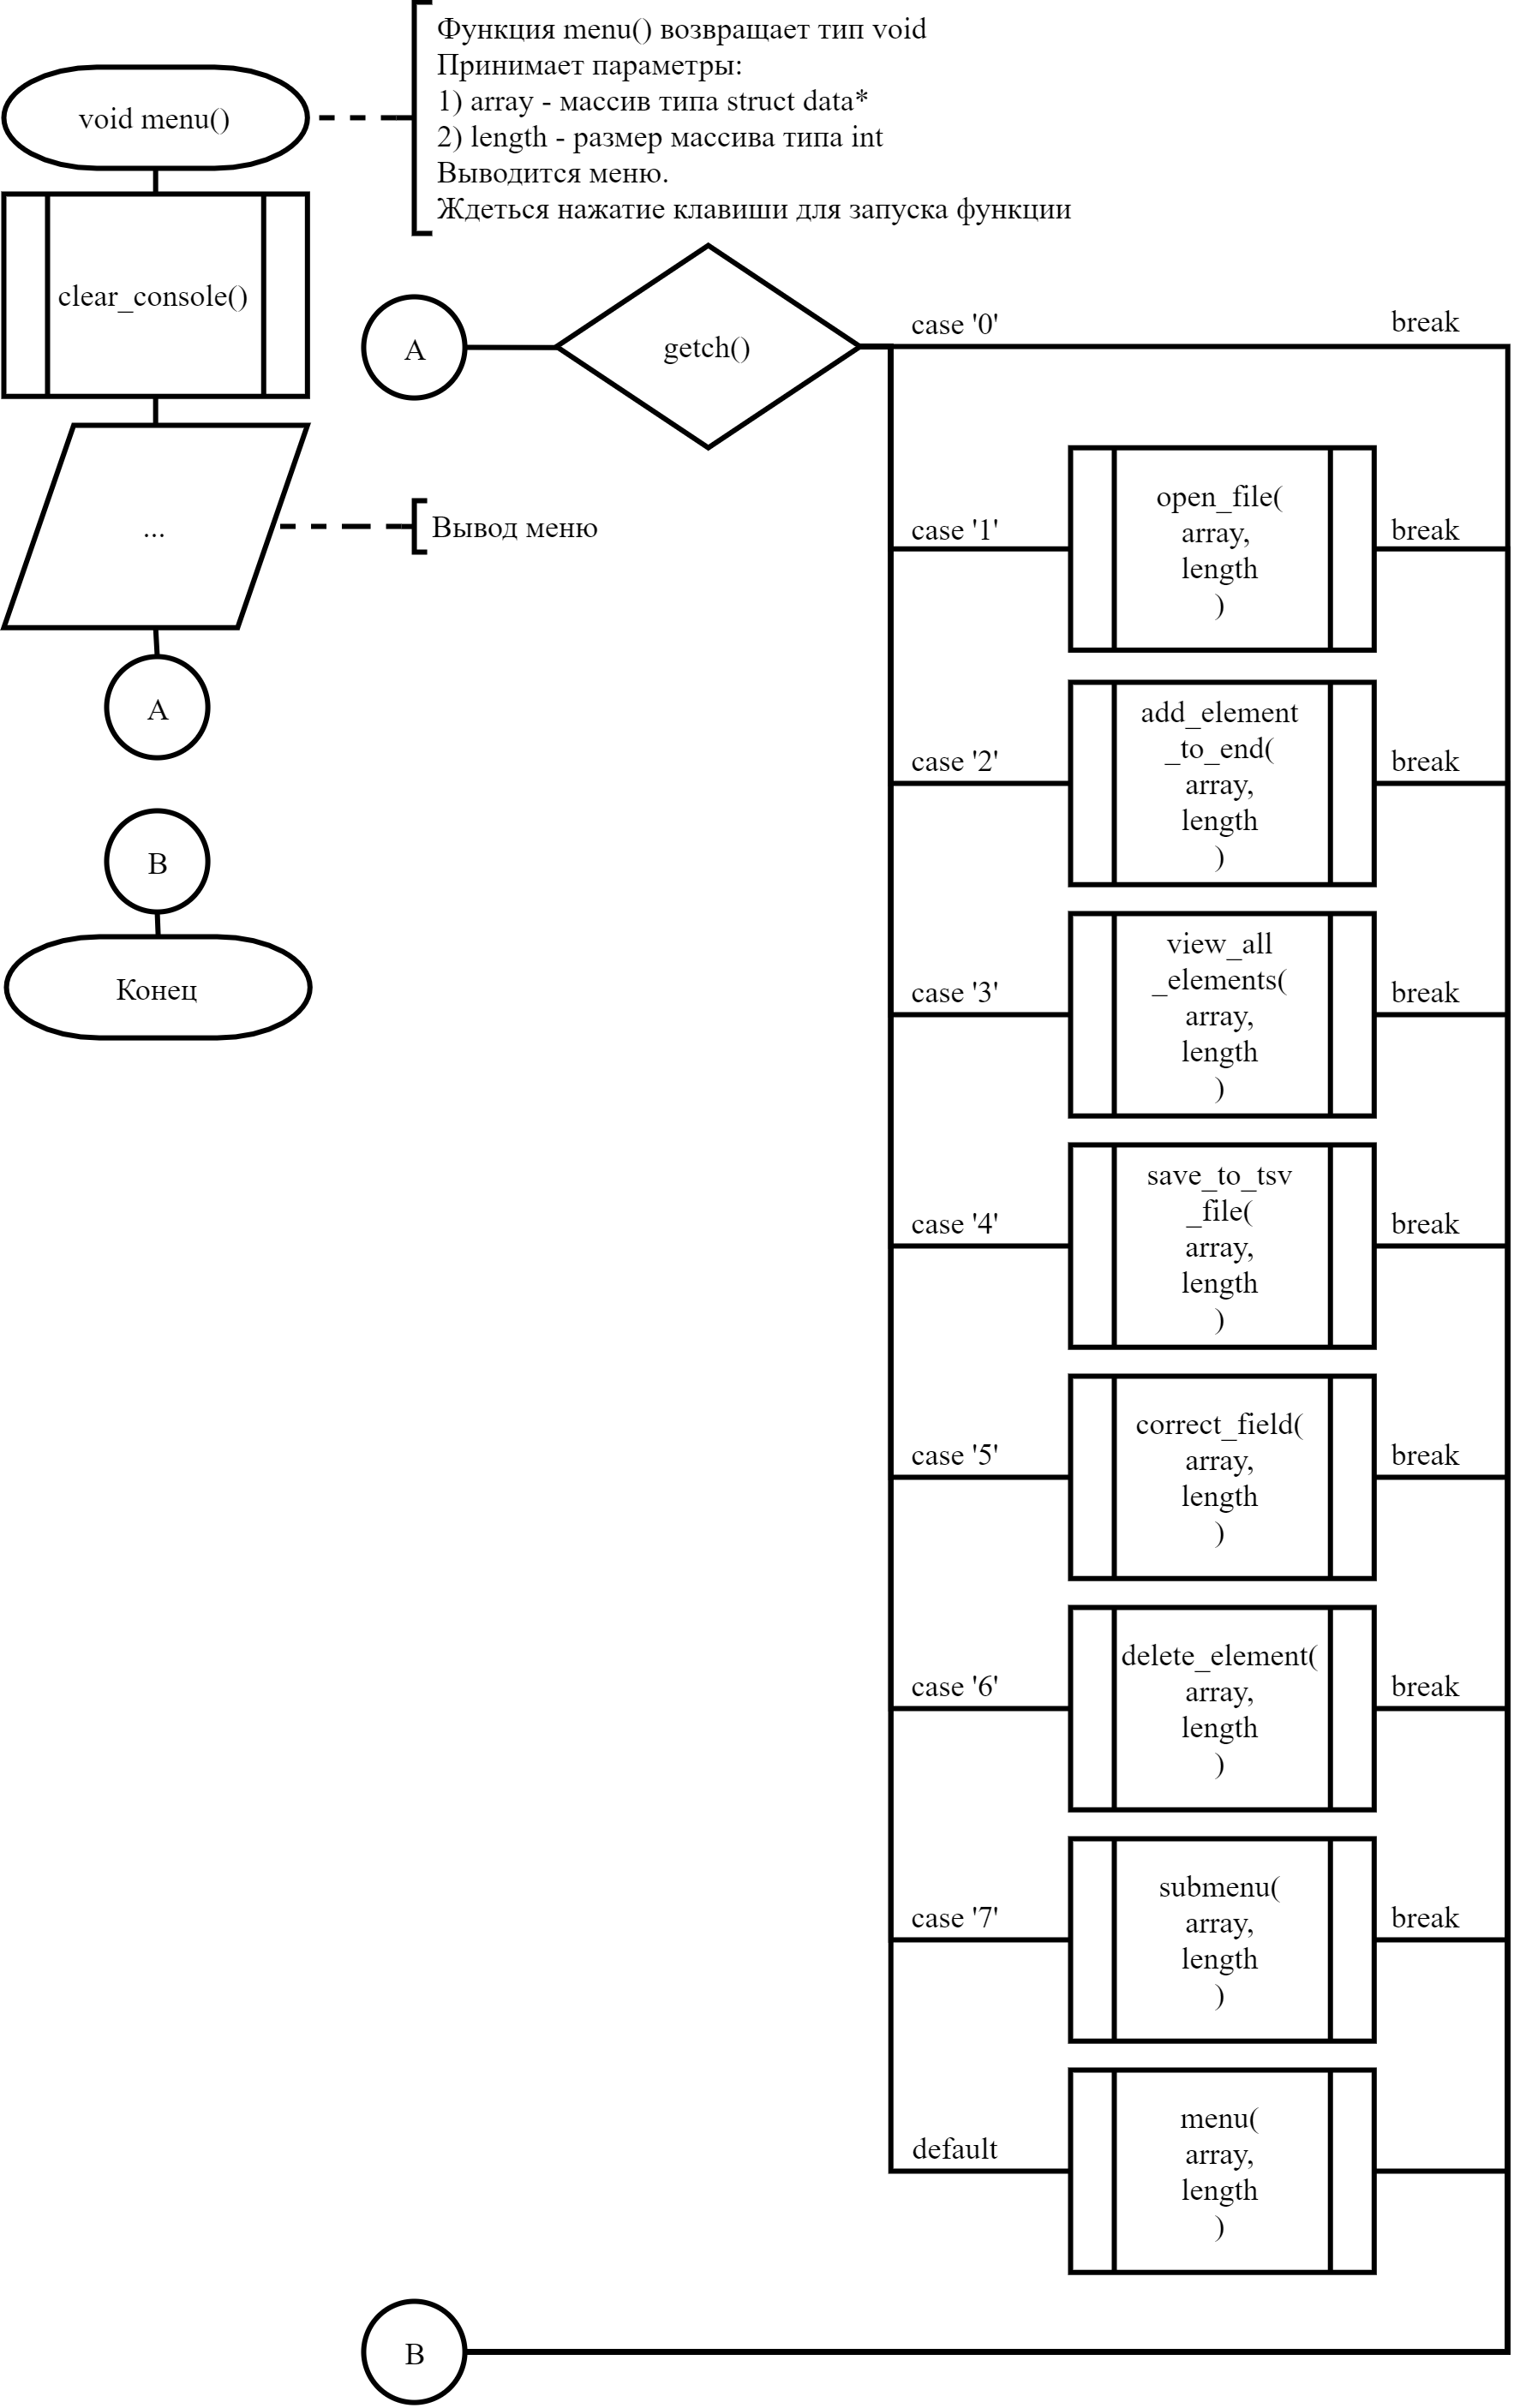 Функция menu() возвращает тип void
Принимает параметры:
1) array - массив типа struct data*
2) length - размер массива типа int
Выводится меню.
Ждеться нажатие клавиши для запуска функции
void menu()
clear_console()
...
Вывод меню
A
B
Конец
A
getch()
case '0'
break
case '1'
open_file(
array,
length
)
break
case '2'
add_element
_to_end(
array,
length
)
break
case '3'
view_all
_elements(
array,
length
)
break
case '4'
save_to_tsv
_file(
array,
length
)
break
case '5'
correct_field(
array,
length
)
break
case '6'
delete_element(
array,
length
)
break
case '7'
submenu(
array,
length
)
break
default
menu(
array,
length
)
B